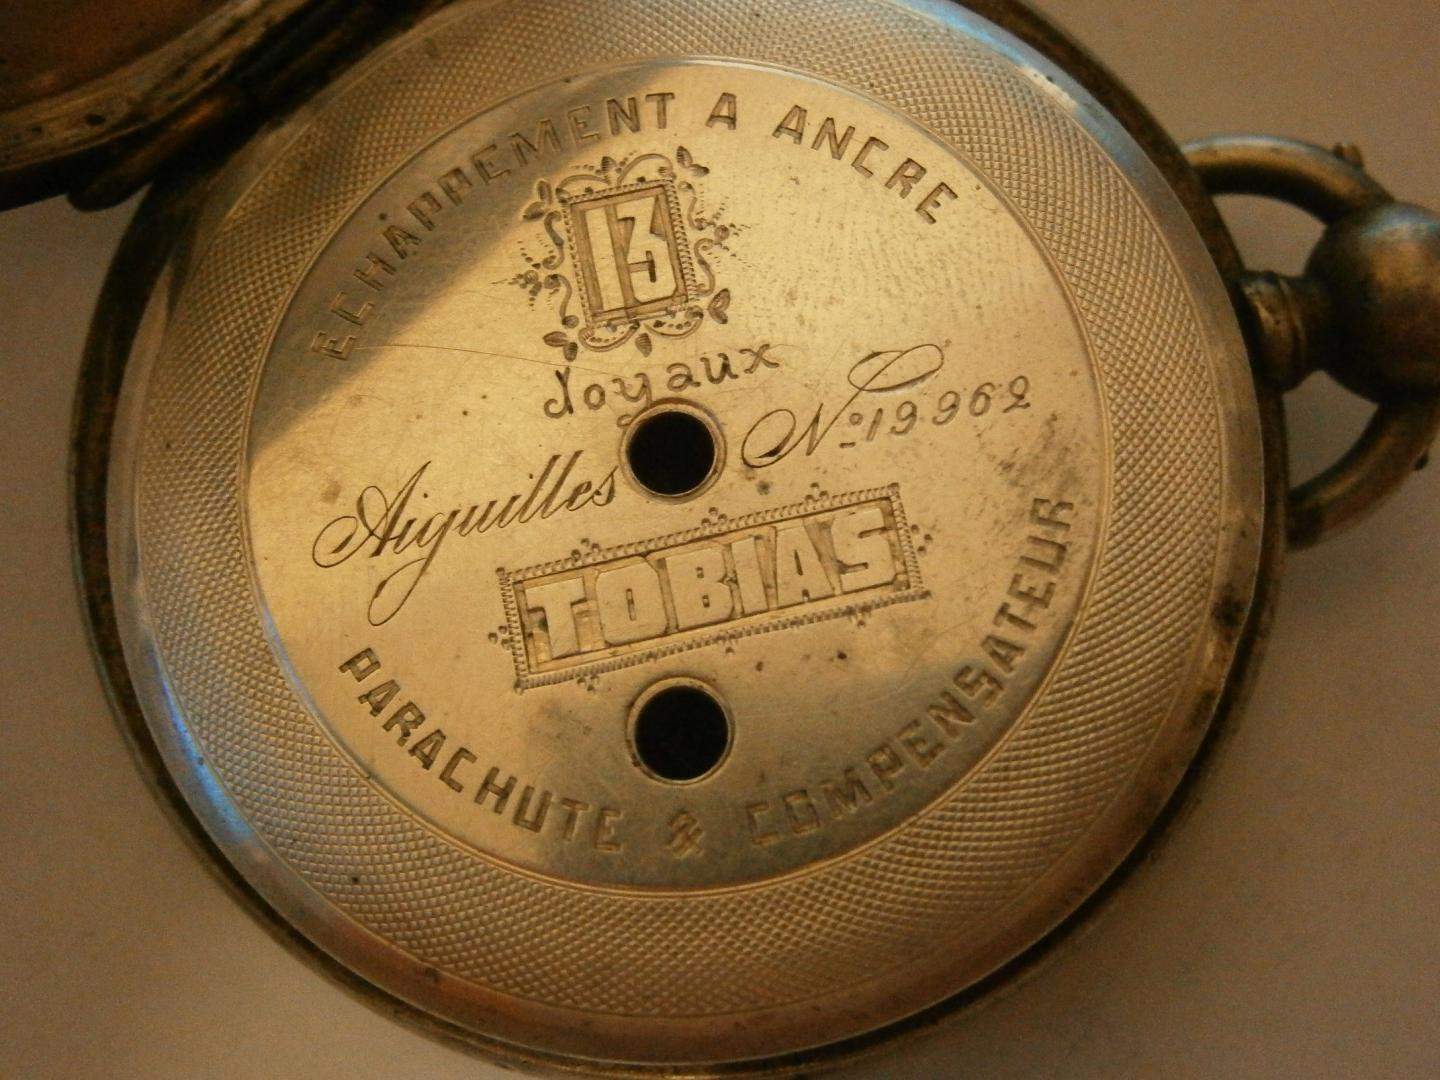 ECHAPPEMENT A ANCRE
13
Joyaux
Aiguilles Nº 19962
TOBIAS
PARACHUTE & COMPENSATEUR